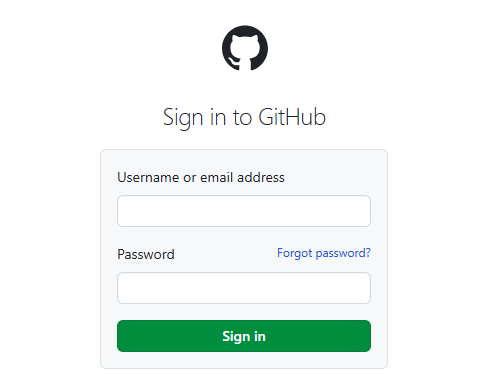 Sign in to GitHub
Username or email address
Password Forgot password?
Sign in